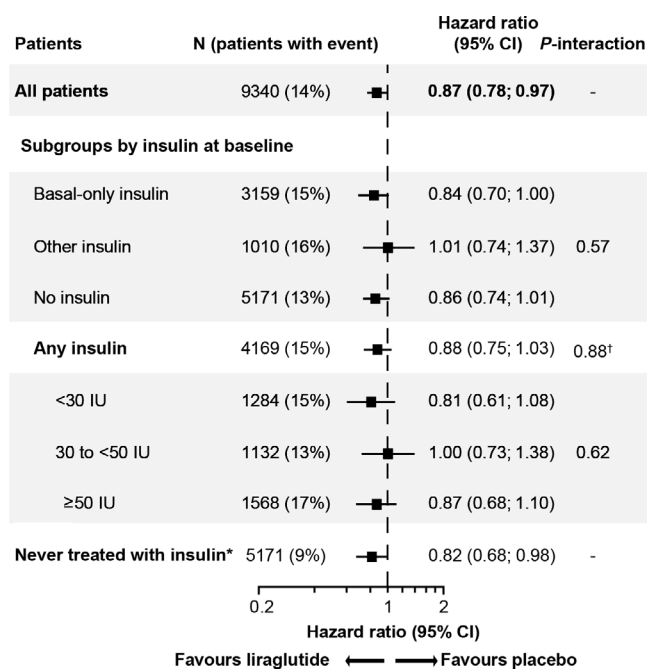 Hazard ratio
Patients N (patients with event) (95% CI) P-interaction
All patients 9340 (14%) 0.87 (0.78; 0.97) -
Subgroups by insulin at baseline
Basal-only insulin 3159 (15%) 0.84 (0.70; 1.00)
Other insulin 1010 (16%) 1.01 (0.74; 1.37) 0.57
No insulin 5171 (13%) 0.86 (0.74; 1.01)
Any insulin 4169 (15%) 0.88 (0.75; 1.03) 0.88†
<30 IU 1284 (15%) 0.81 (0.61; 1.08)
30 to <50 IU 1132 (13%) 1.00 (0.73; 1.38) 0.62
≥50 IU 1568 (17%) 0.87 (0.68; 1.10)
Never treated with insulin* 5171 (9%) 0.82 (0.68; 0.98) -
0.2 1 2
Hazard ratio (95% CI)
Favours liraglutide Favours placebo